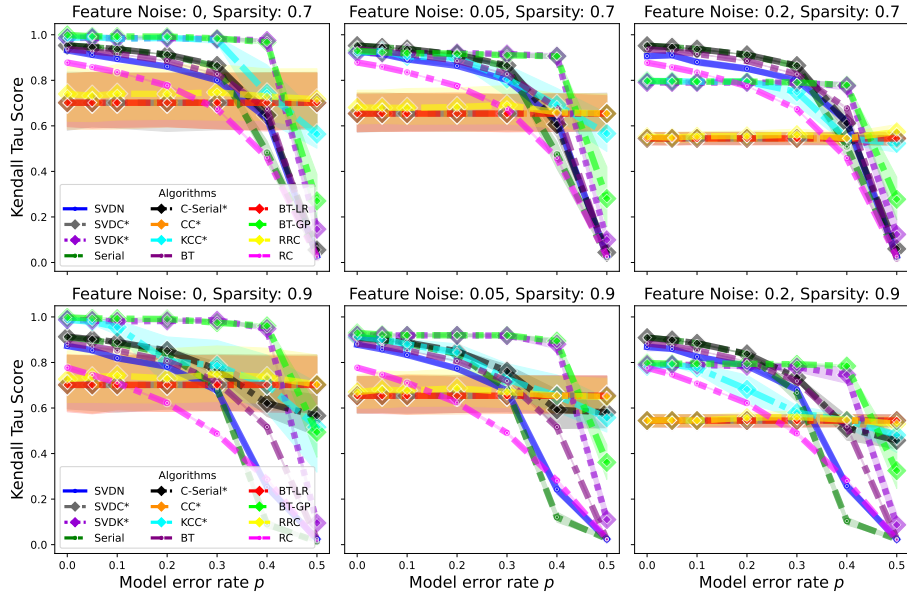 Feature Noise: 0, Sparsity: 0.7
Feature Noise: 0.05, Sparsity: 0.7
Feature Noise: 0.2, Sparsity: 0.7
Kendall Tau Score
1.0
0.8
0.6
0.4
0.2
0.0
Algorithms
SVDN
C-Serial*
BT-LR
SVDC*
CC*
BT-GP
SVDK*
KCC*
RRC
Serial
BT
RC
Feature Noise: 0, Sparsity: 0.9
Feature Noise: 0.05, Sparsity: 0.9
Feature Noise: 0.2, Sparsity: 0.9
Kendall Tau Score
1.0
0.8
0.6
0.4
0.2
0.0
Algorithms
SVDN
C-Serial*
BT-LR
SVDC*
CC*
BT-GP
SVDK*
KCC*
RRC
Serial
BT
RC
0.0 0.1 0.2 0.3 0.4 0.5
0.0 0.1 0.2 0.3 0.4 0.5
0.0 0.1 0.2 0.3 0.4 0.5
Model error rate p
Model error rate p
Model error rate p